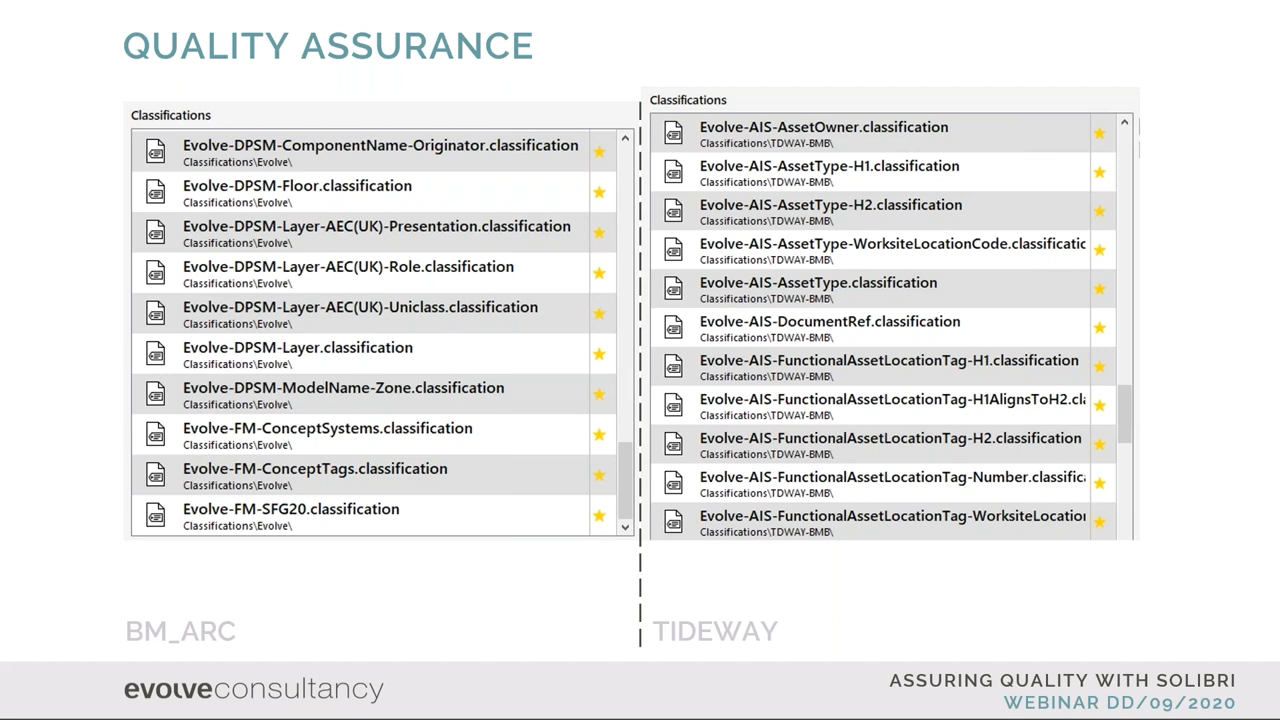 QUALITY ASSURANCE
Classifications
Evolve-DPSM-ComponentName-Originator.classification
Classifications\Evolve\
Evolve-DPSM-Floor.classification
Classifications\Evolve\
Evolve-DPSM-Layer-AEC(UK)-Presentation.classification
Classifications\Evolve\
Evolve-DPSM-Layer-AEC(UK)-Role.classification
Classifications\Evolve\
Evolve-DPSM-Layer-AEC(UK)-Uniclass.classification
Classifications\Evolve\
Evolve-DPSM-Layer.classification
Classifications\Evolve\
Evolve-DPSM-ModelName-Zone.classification
Classifications\Evolve\
Evolve-FM-ConceptSystems.classification
Classifications\Evolve\
Evolve-FM-ConceptTags.classification
Classifications\Evolve\
Evolve-FM-SFG20.classification
Classifications\Evolve\
BM_ARC
Classifications
Evolve-AIS-AssetOwner.classification
Classifications\TDWAY-BMB\
Evolve-AIS-AssetType-H1.classification
Classifications\TDWAY-BMB\
Evolve-AIS-AssetType-H2.classification
Classifications\TDWAY-BMB\
Evolve-AIS-AssetType-WorksiteLocationCode.classificatic
Classifications\TDWAY-BMB\
Evolve-AIS-AssetType.classification
Classifications\TDWAY-BMB\
Evolve-AIS-DocumentRef.classification
Classifications\TDWAY-BMB\
Evolve-AIS-FunctionalAssetLocationTag-H1.classification
Classifications\TDWAY-BMB\
Evolve-AIS-FunctionalAssetLocationTag-H1AlignsToH2.cla
Classifications\TDWAY-BMB\
Evolve-AIS-FunctionalAssetLocationTag-H2.classification
Classifications\TDWAY-BMB\
Evolve-AIS-FunctionalAssetLocationTag-Number.classifica
Classifications\TDWAY-BMB\
Evolve-AIS-FunctionalAssetLocationTag-WorksiteLocation
Classifications\TDWAY-BMB\
TIDEWAY
evolveconsultancy
ASSURING QUALITY WITH SOLIBRI
WEBINAR DD/09/2020